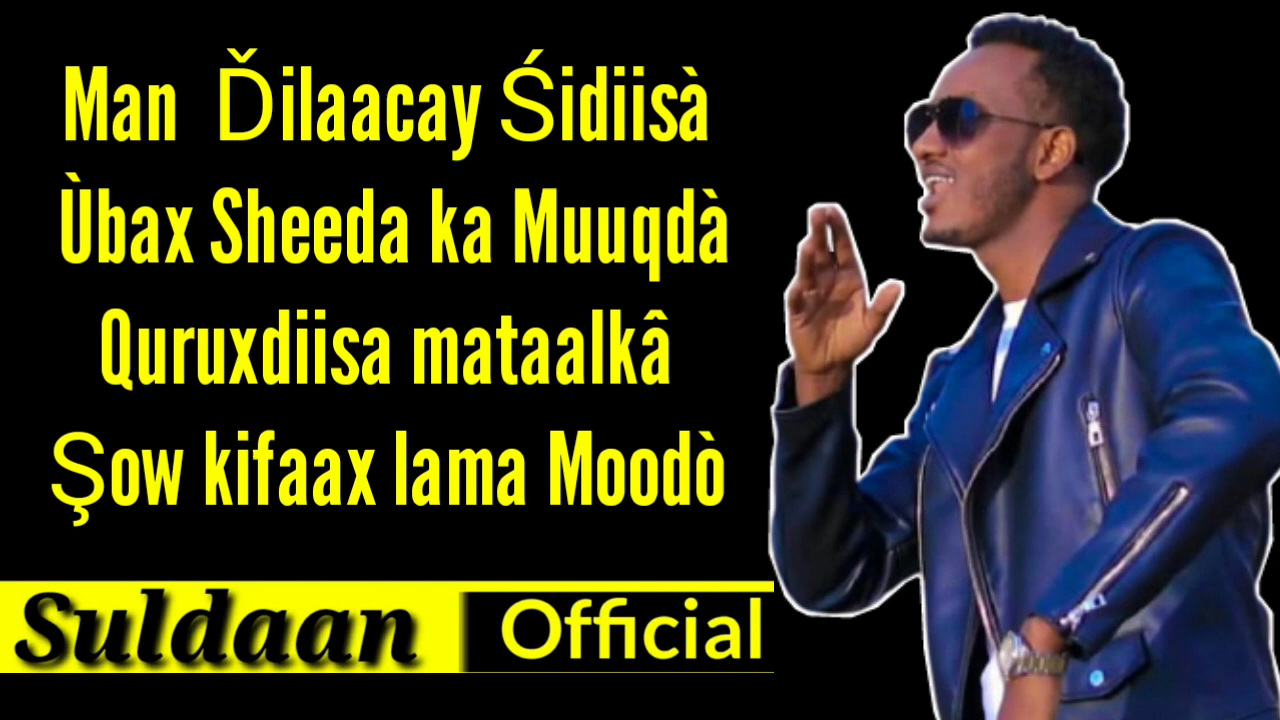 Man Ďilaacay Śidiisà
Ùbax Sheeda ka Muuqdà
Quruxdiisa mataalkâ
Şow kifaax lama Moodò
Suldaan Official